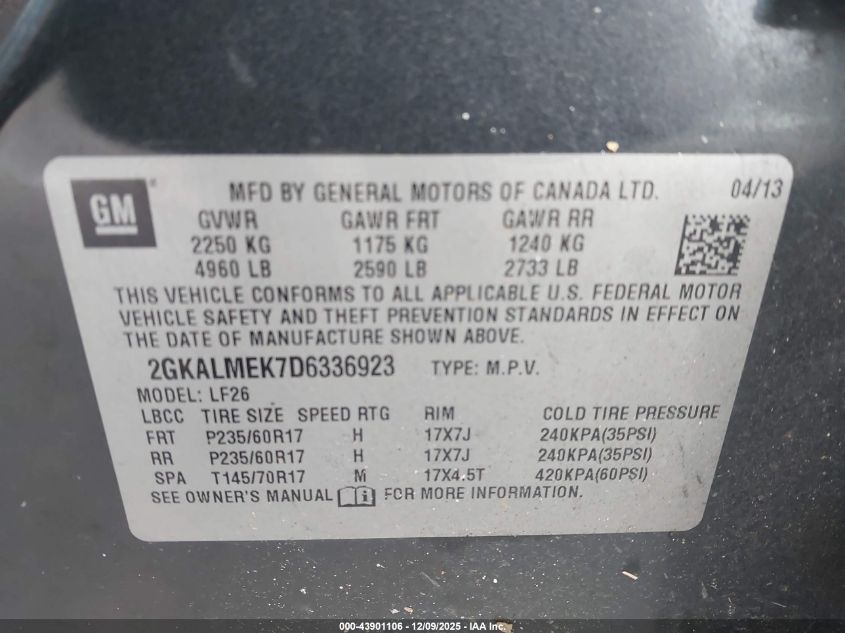 GM ®
MFD BY GENERAL MOTORS OF CANADA LTD. 04/13
GVWR GAWR FRT GAWR RR
2250 KG 1175 KG 1240 KG
4960 LB 2590 LB 2733 LB
THIS VEHICLE CONFORMS TO ALL APPLICABLE U.S. FEDERAL MOTOR
VEHICLE SAFETY AND THEFT PREVENTION STANDARDS IN EFFECT ON
THE DATE OF MANUFACTURE SHOWN ABOVE.
2GKALMEK7D6336923 TYPE: M.P.V.
MODEL: LF26
LBCC TIRE SIZE SPEED RTG RIM COLD TIRE PRESSURE
FRT P235/60R17 H 17X7J 240KPA(35PSI)
RR P235/60R17 H 17X7J 240KPA(35PSI)
SPA T145/70R17 M 17X4.5T 420KPA(60PSI)
SEE OWNER'S MANUAL i FOR MORE INFORMATION.
000-43901106 - 12/09/2025 - IAA Inc.